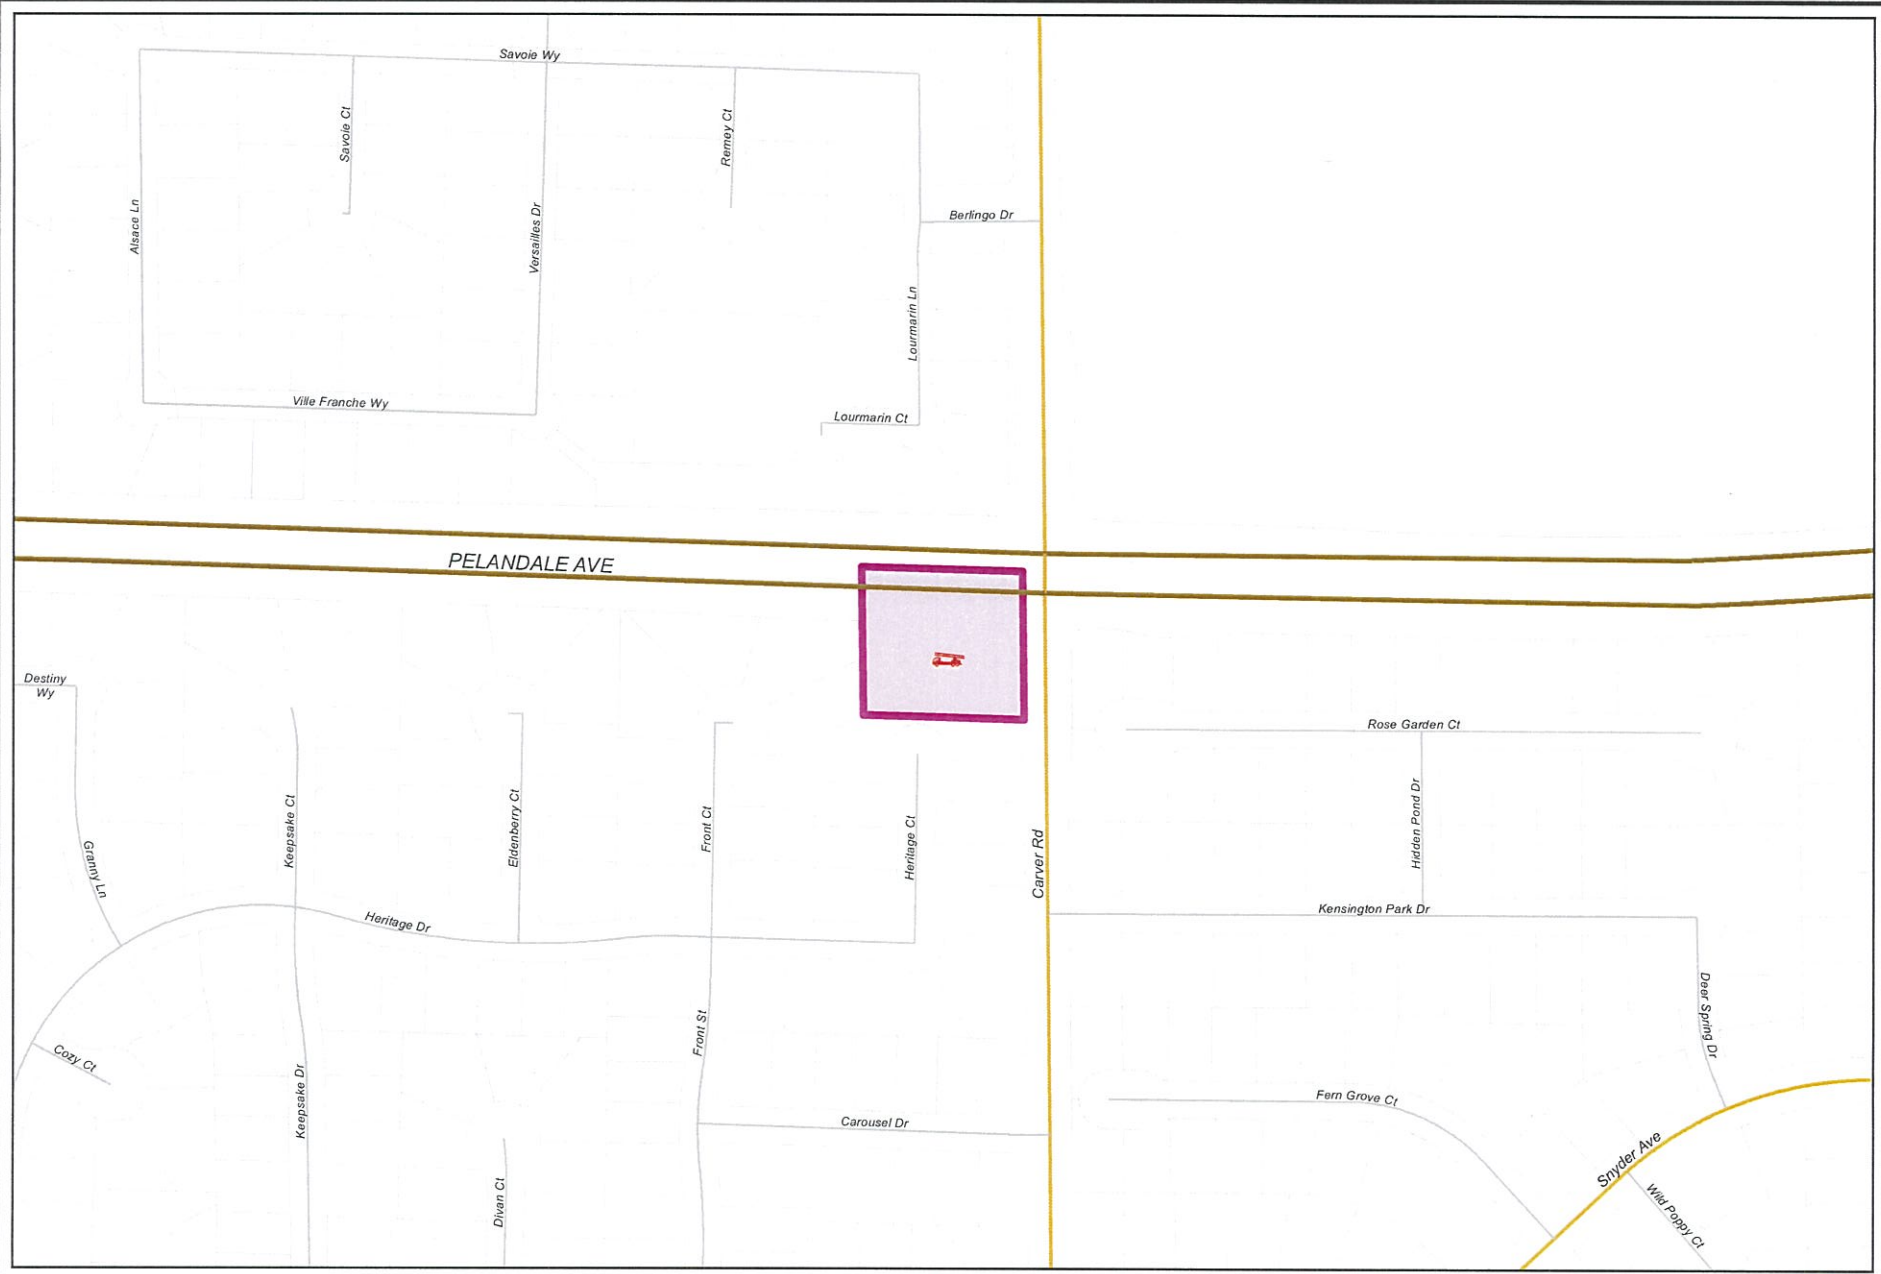 Savoie Wy
Savoie Ct
Remey Ct
Alsace Ln
Versailles Dr
Berlingo Dr
Lourmarin Ln
Ville Franche Wy
Lourmarin Ct
PELANDALE AVE
Destiny
Wy
Rose Garden Ct
Granny Ln
Keepsake Ct
Eldenberry Ct
Front Ct
Heritage Ct
Carver Rd
Hidden Pond Dr
Heritage Dr
Kensington Park Dr
Deer Spring Dr
Cozy Ct
Keepsake Dr
Front St
Carousel Dr
Fern Grove Ct
Divan Ct
Snyder Ave
Wild Poppy Ct